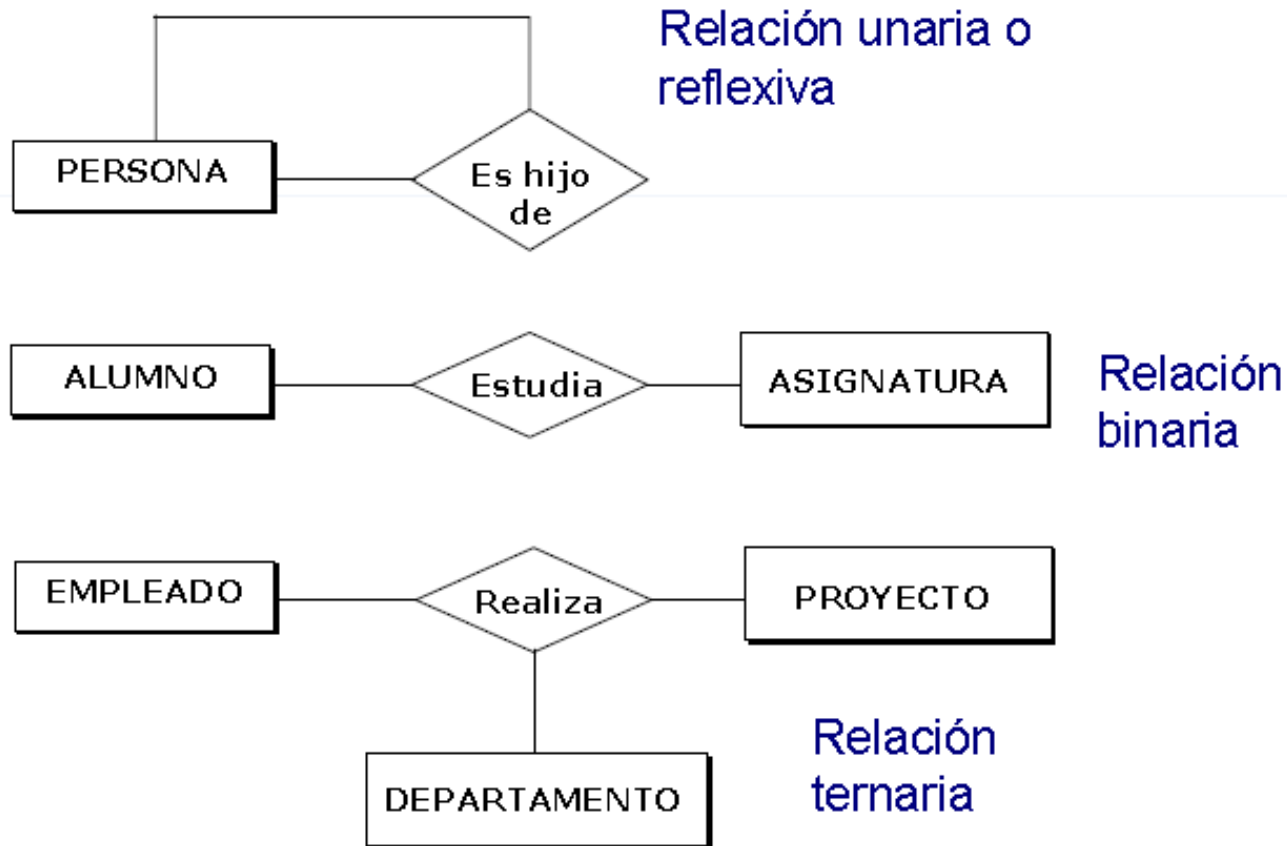 Relación unaria o
reflexiva
PERSONA
Es hijo
de
ALUMNO
Estudia
ASIGNATURA
Relación
binaria
EMPLEADO
Realiza
PROYECTO
Relación
ternaria
DEPARTAMENTO